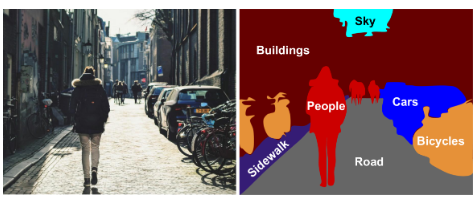 Sky
Buildings
People
Cars
Bicycles
Sidewalk
Road